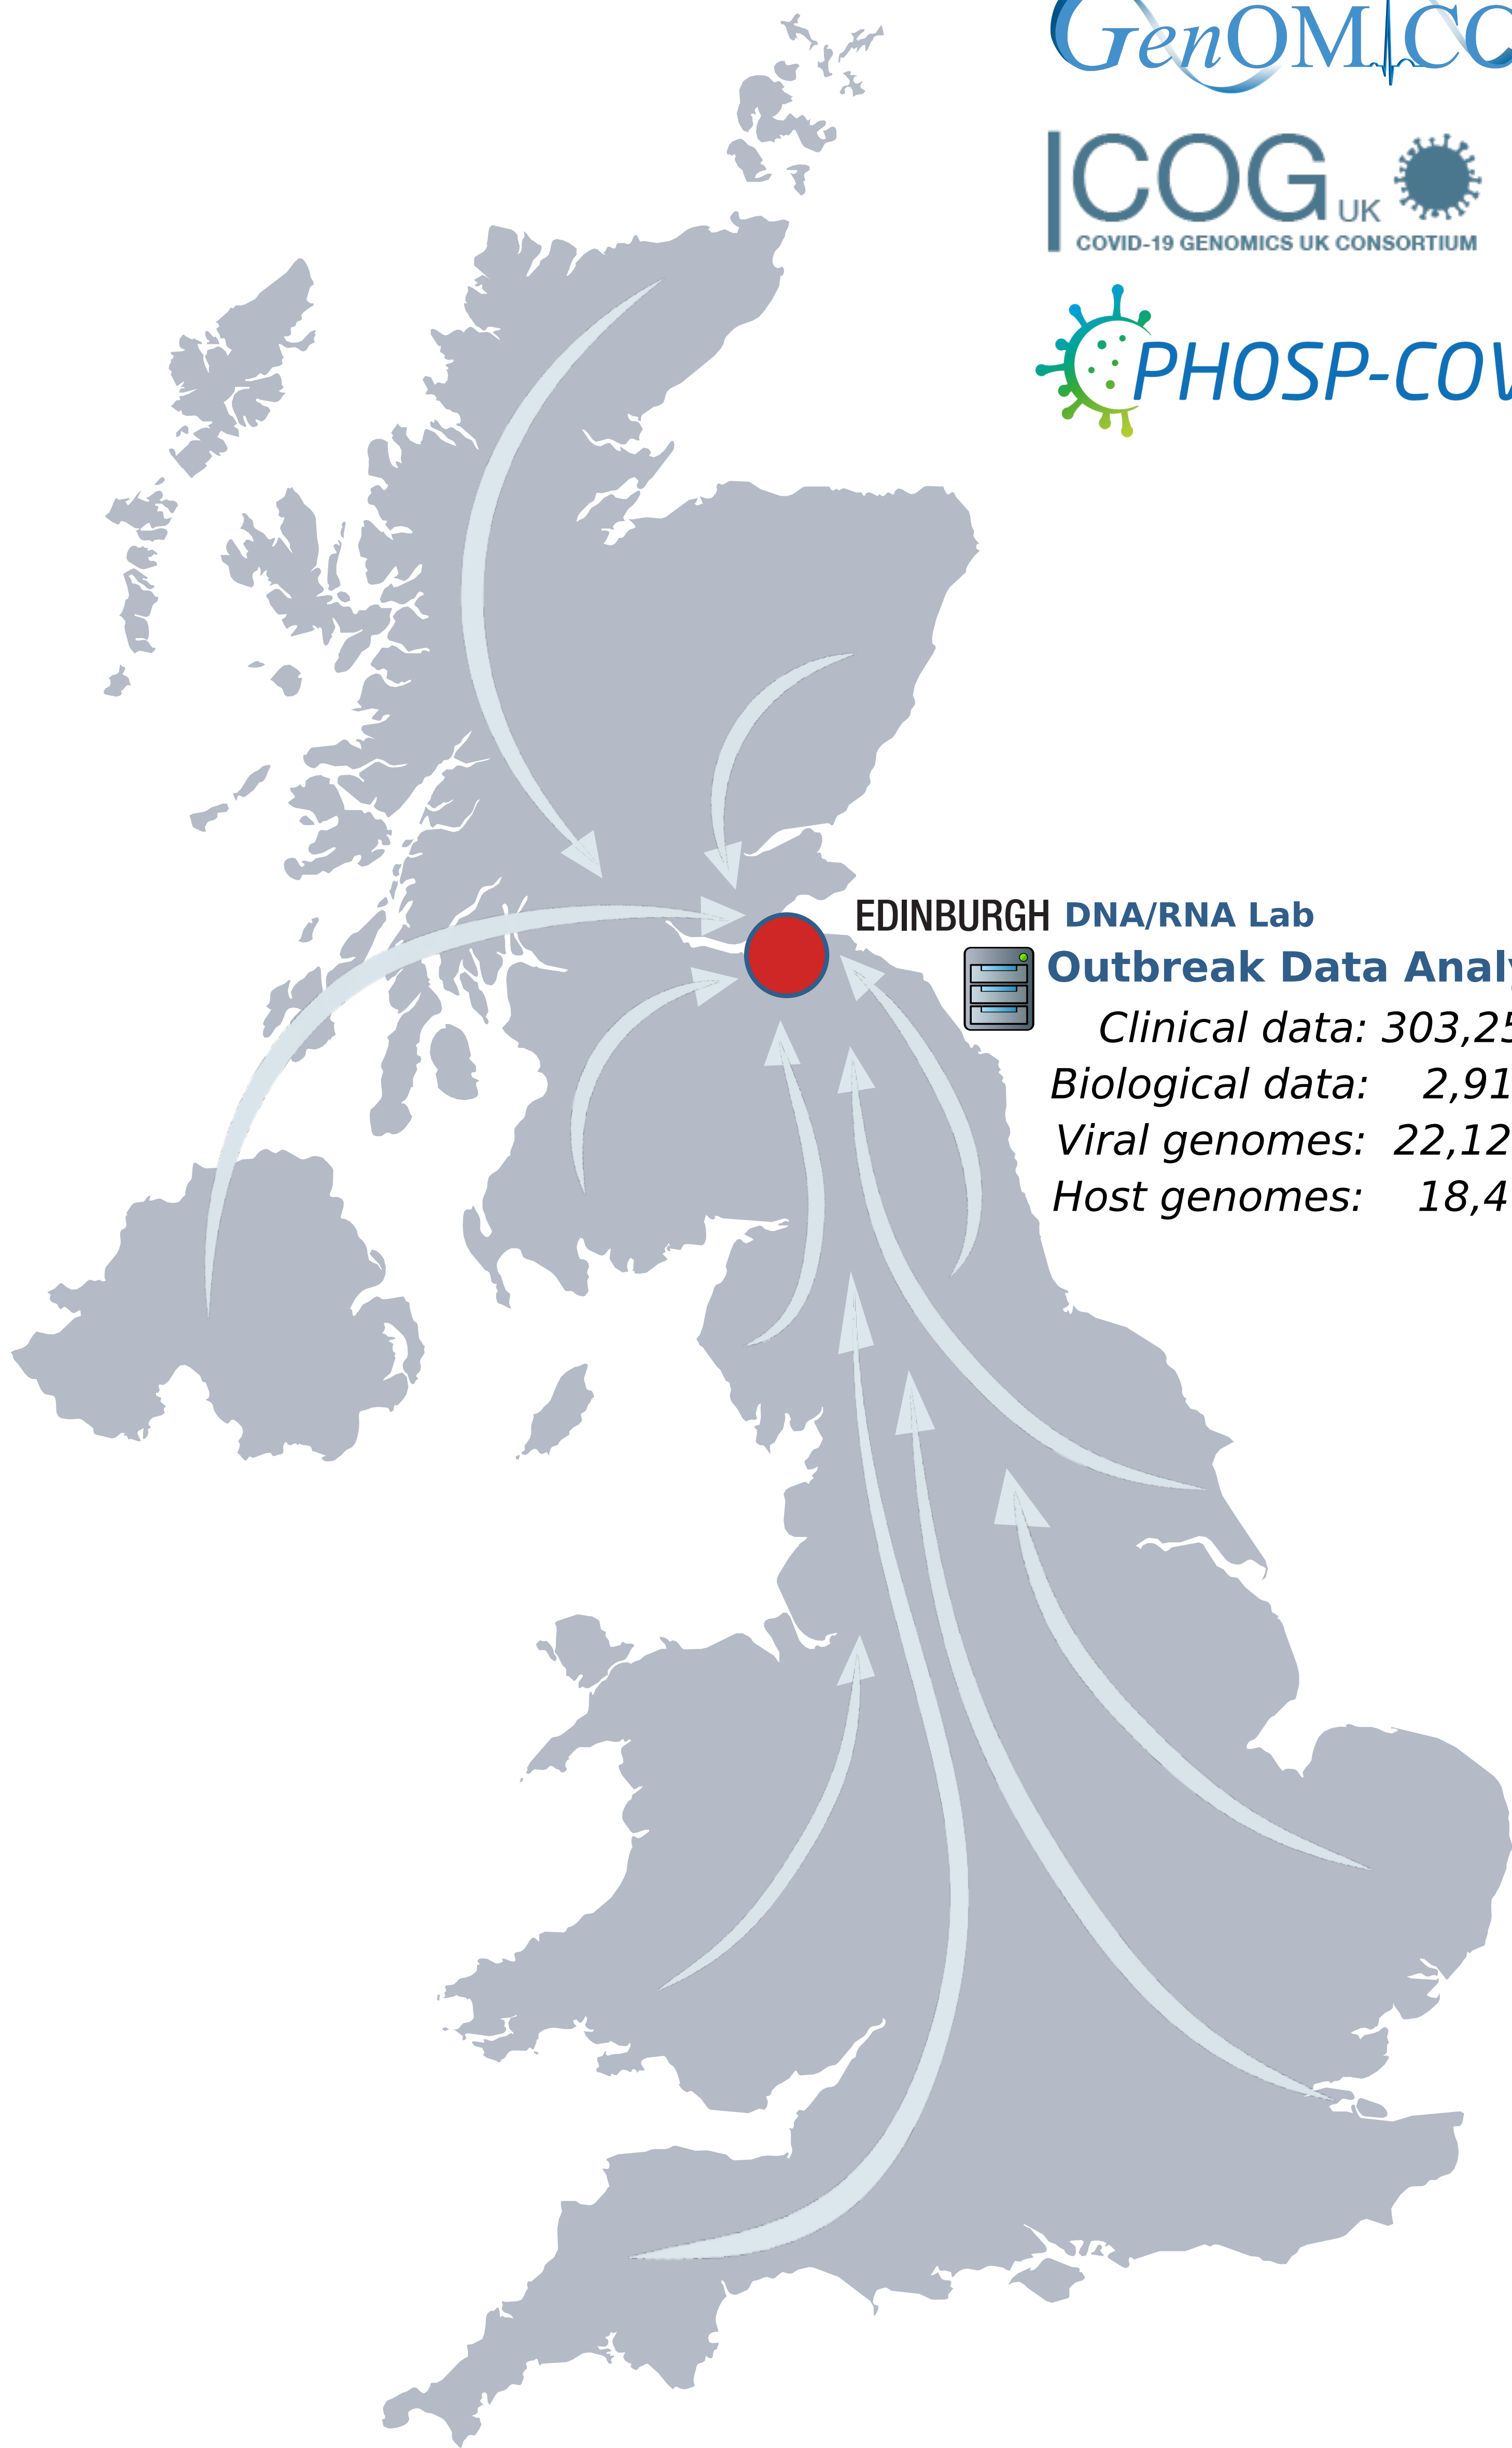 GenOMICC
COG UK
COVID-19 GENOMICS UK CONSORTIUM
PHOSP-COV
EDINBURGH DNA/RNA Lab
Outbreak Data Analy
Clinical data: 303,25
Biological data: 2,91
Viral genomes: 22,12
Host genomes: 18,4